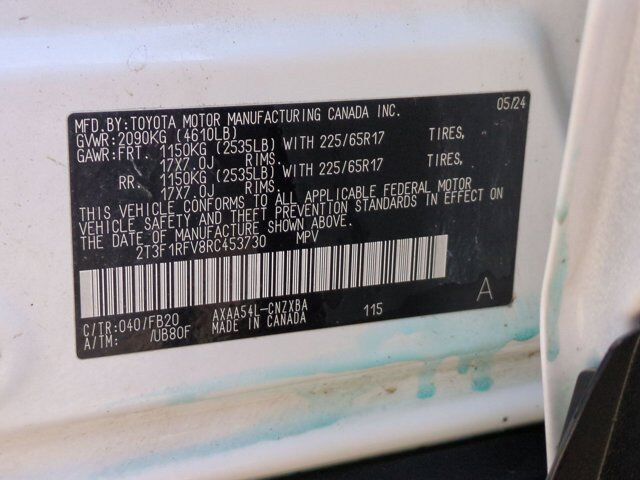 MFD.BY:TOYOTA MOTOR MANUFACTURING CANADA INC. 05/24
GVWR:2090KG (4610LB)
GAWR:FRT. 1150KG (2535LB) WITH 225/65R17 TIRES,
17X7.0J RIMS.
RR. 1150KG (2535LB) WITH 225/65R17 TIRES,
17X7.0J RIMS.
THIS VEHICLE CONFORMS TO ALL APPLICABLE FEDERAL MOTOR
VEHICLE SAFETY AND THEFT PREVENTION STANDARDS IN EFFECT ON
THE DATE OF MANUFACTURE SHOWN ABOVE.
2T3F1RFV8RC453730 MPV
C/TR:040/FB20 AXAA54L-CNZXBA 115 A
A/TM: /UB80F MADE IN CANADA